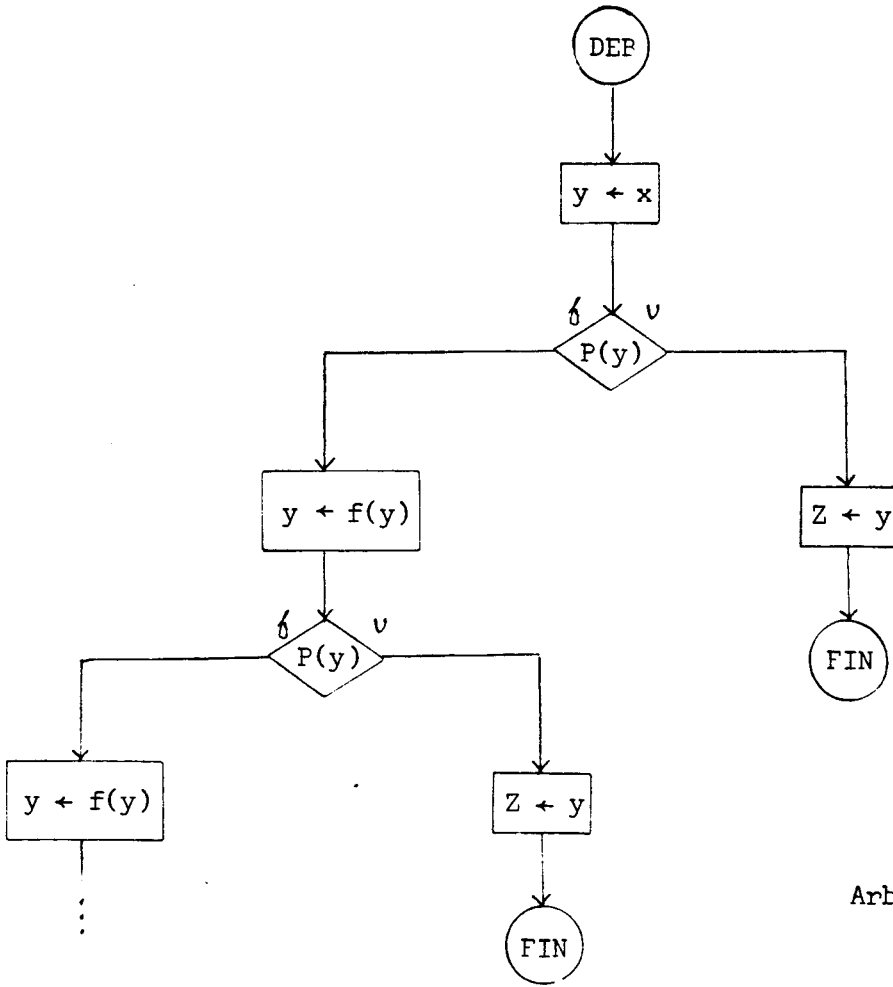 DEB
y ← x
f v
P(y)
y ← f(y)
Z ← y
f v
P(y)
FIN
y ← f(y)
Z ← y
⋮
Arb
FIN